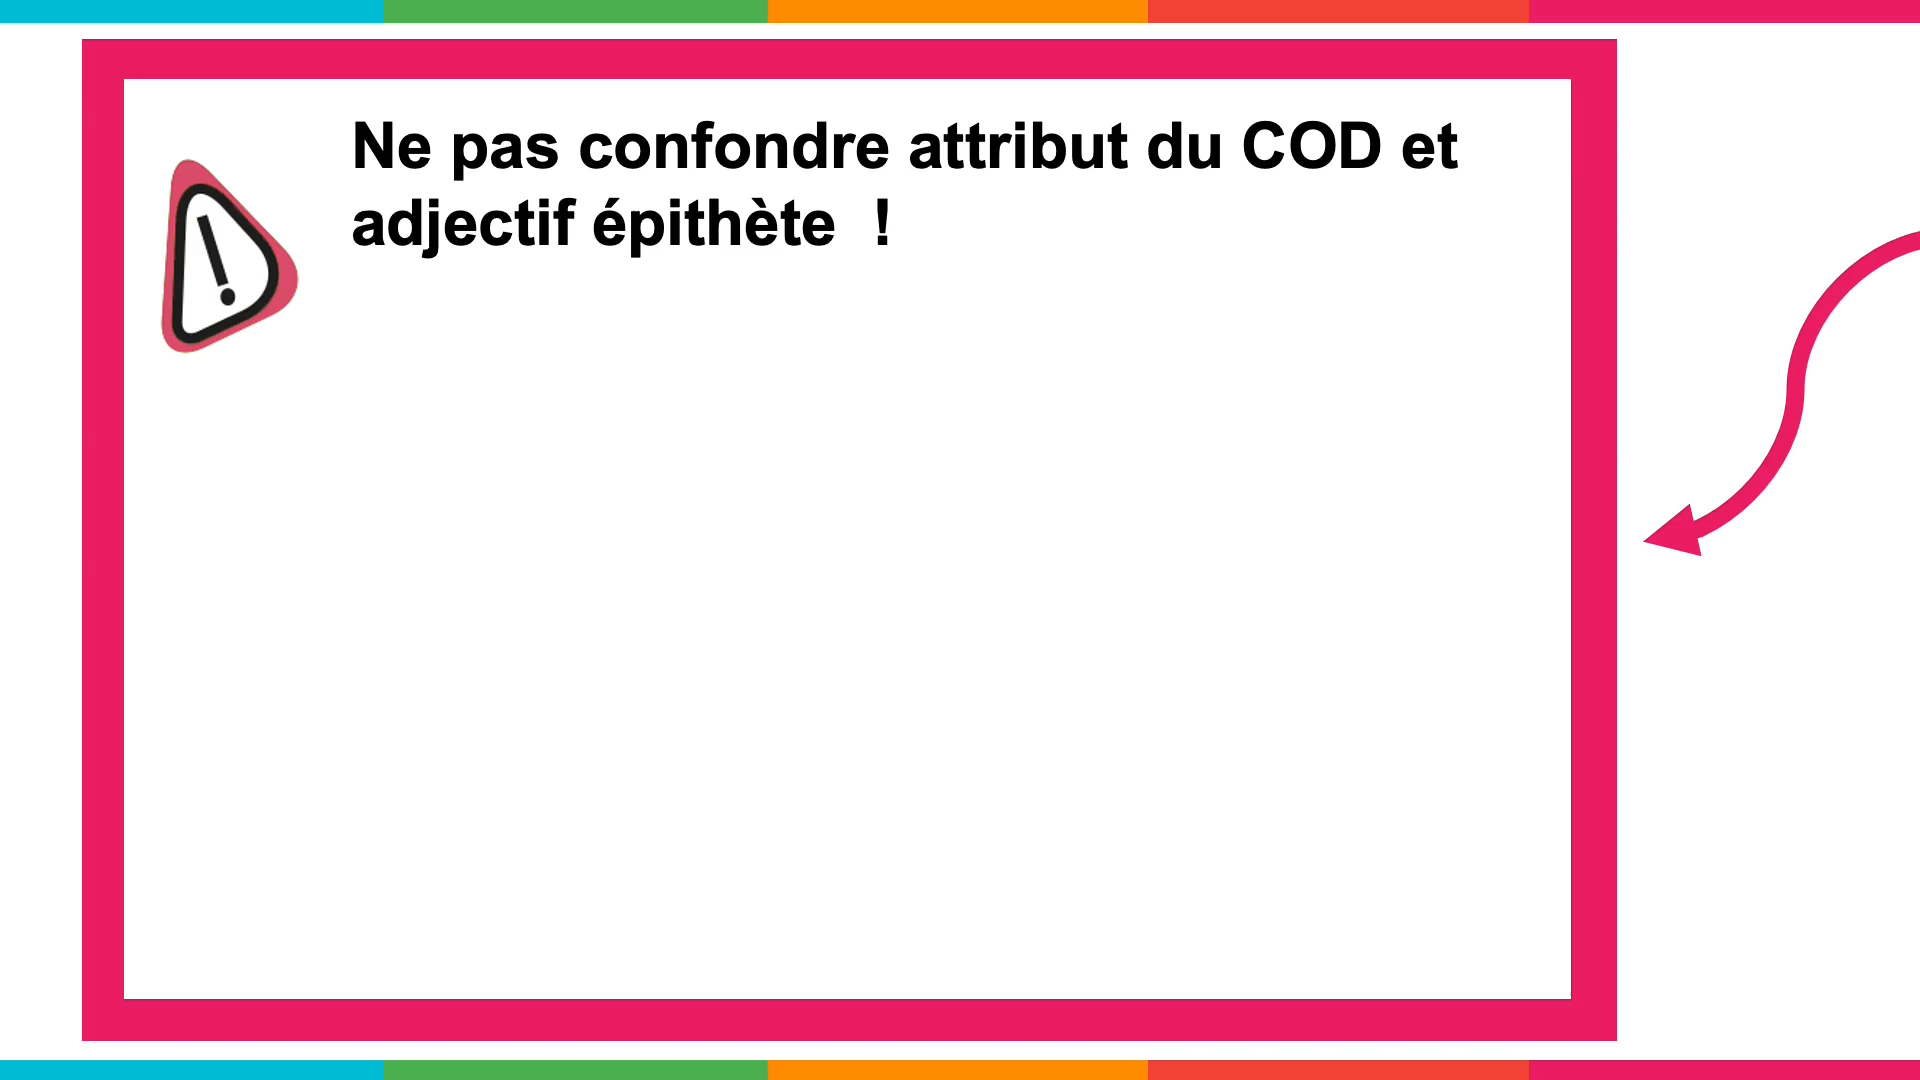 Ne pas confondre attribut du COD et
adjectif épithète  !